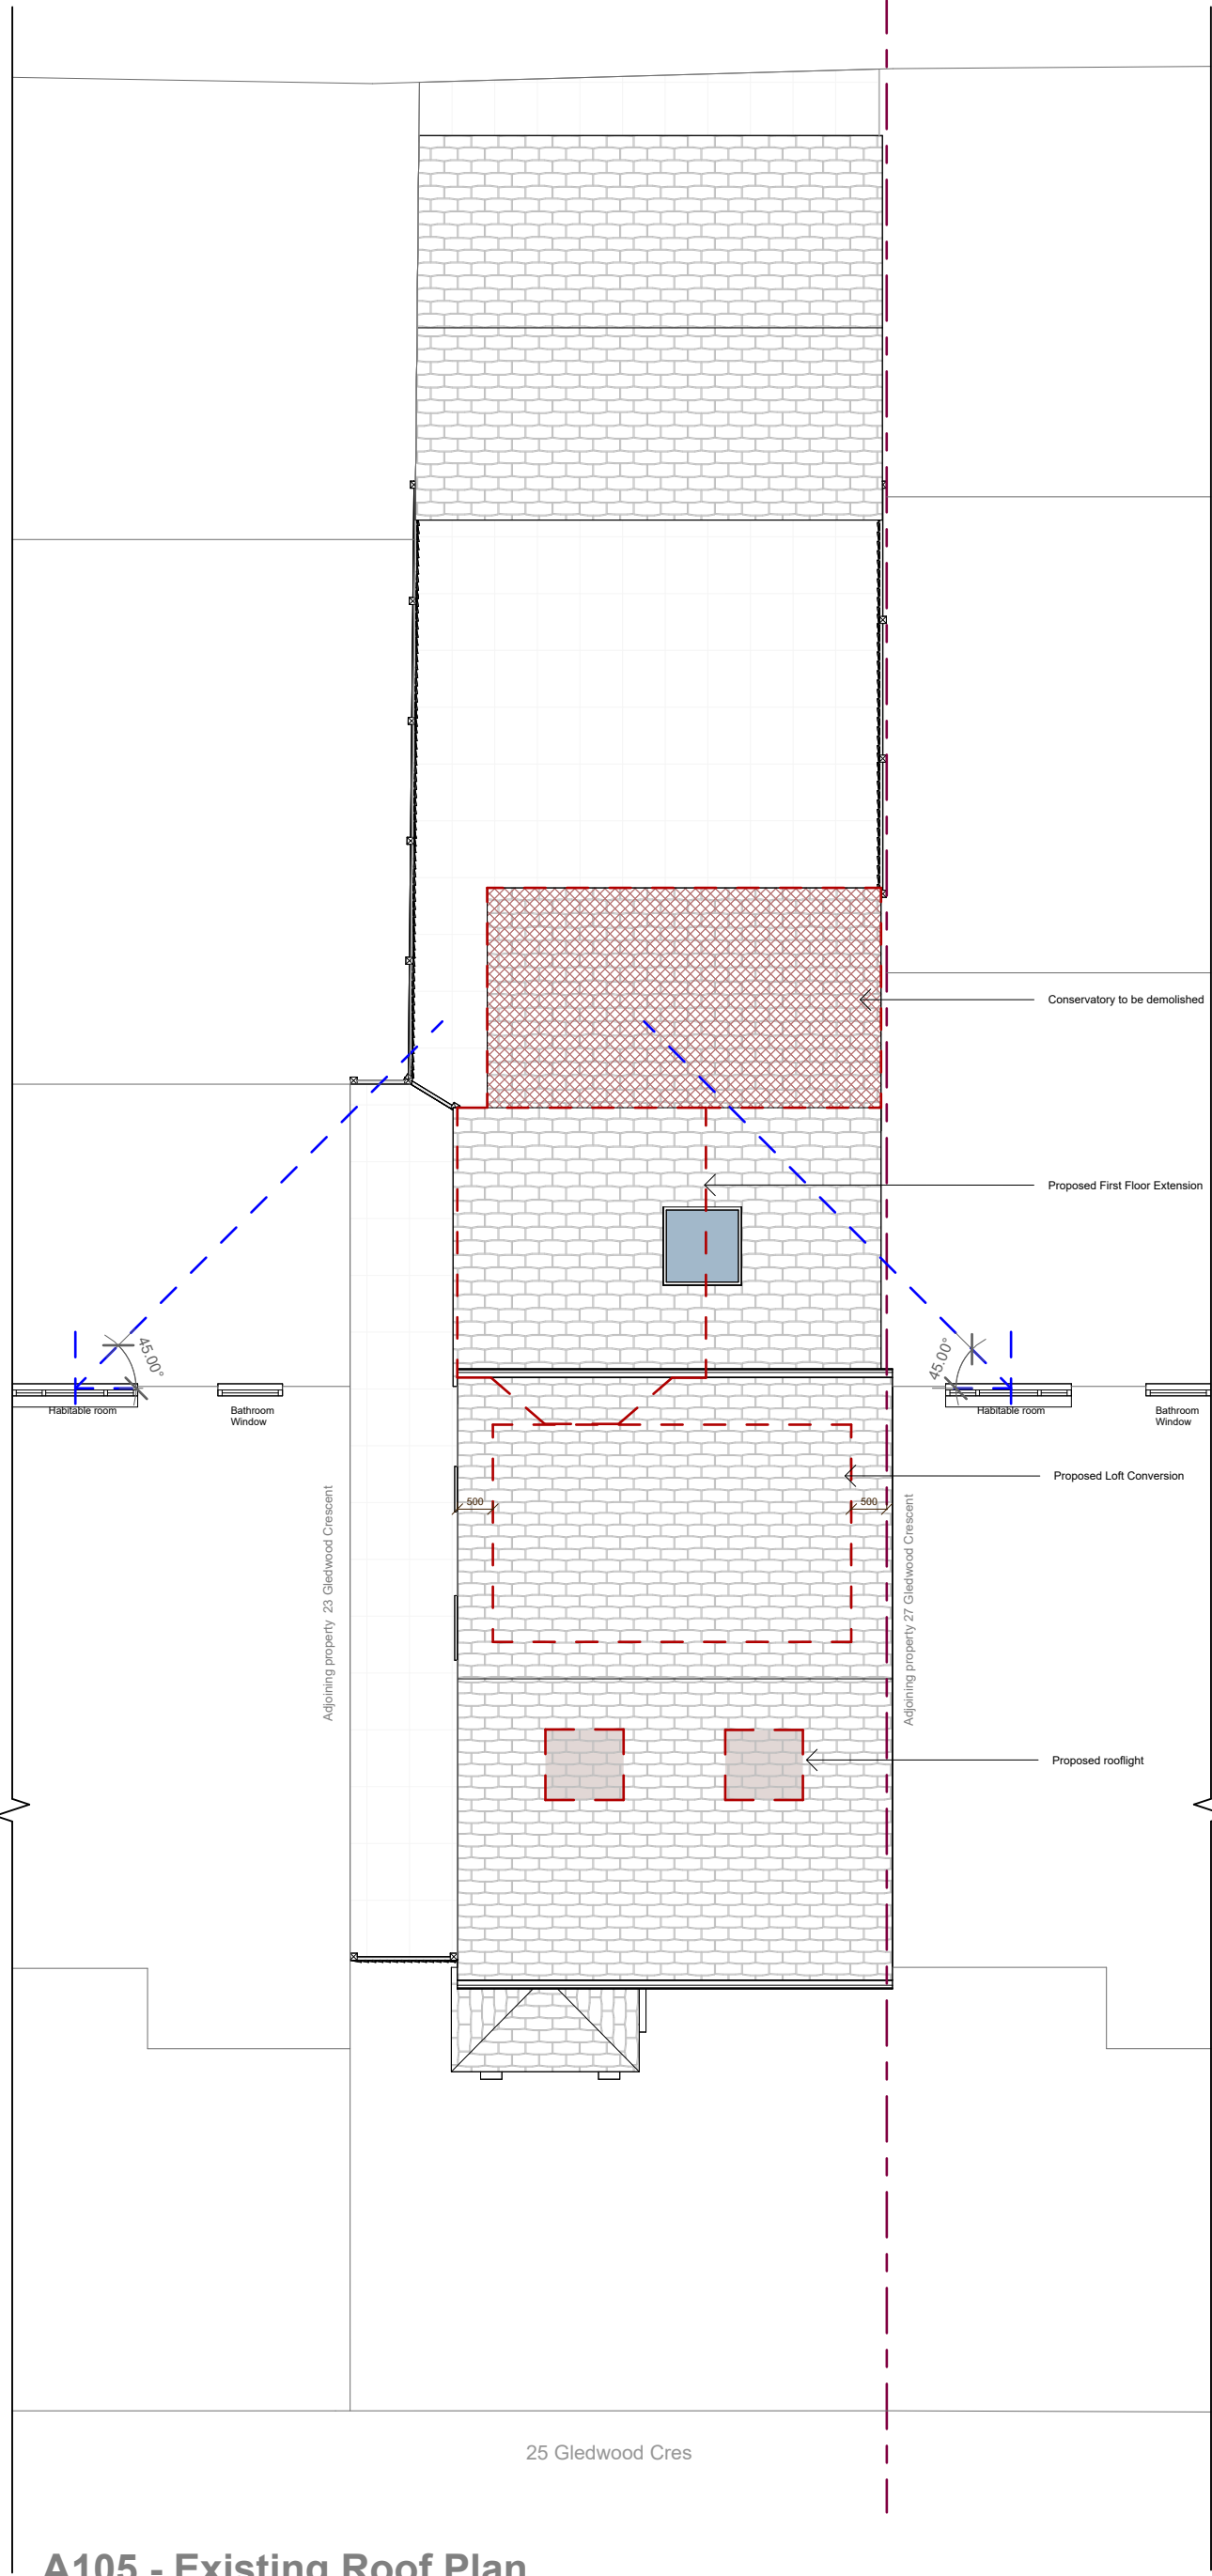 Conservatory to be demolished
Proposed First Floor Extension
45.00°
45.00°
Habitable room
Bathroom
Window
Habitable room
Bathroom
Window
Proposed Loft Conversion
500
500
Adjoining property 23 Gledwood Crescent
Adjoining property 27 Gledwood Crescent
Proposed rooflight
25 Gledwood Cres
A105 - Existing Roof Plan